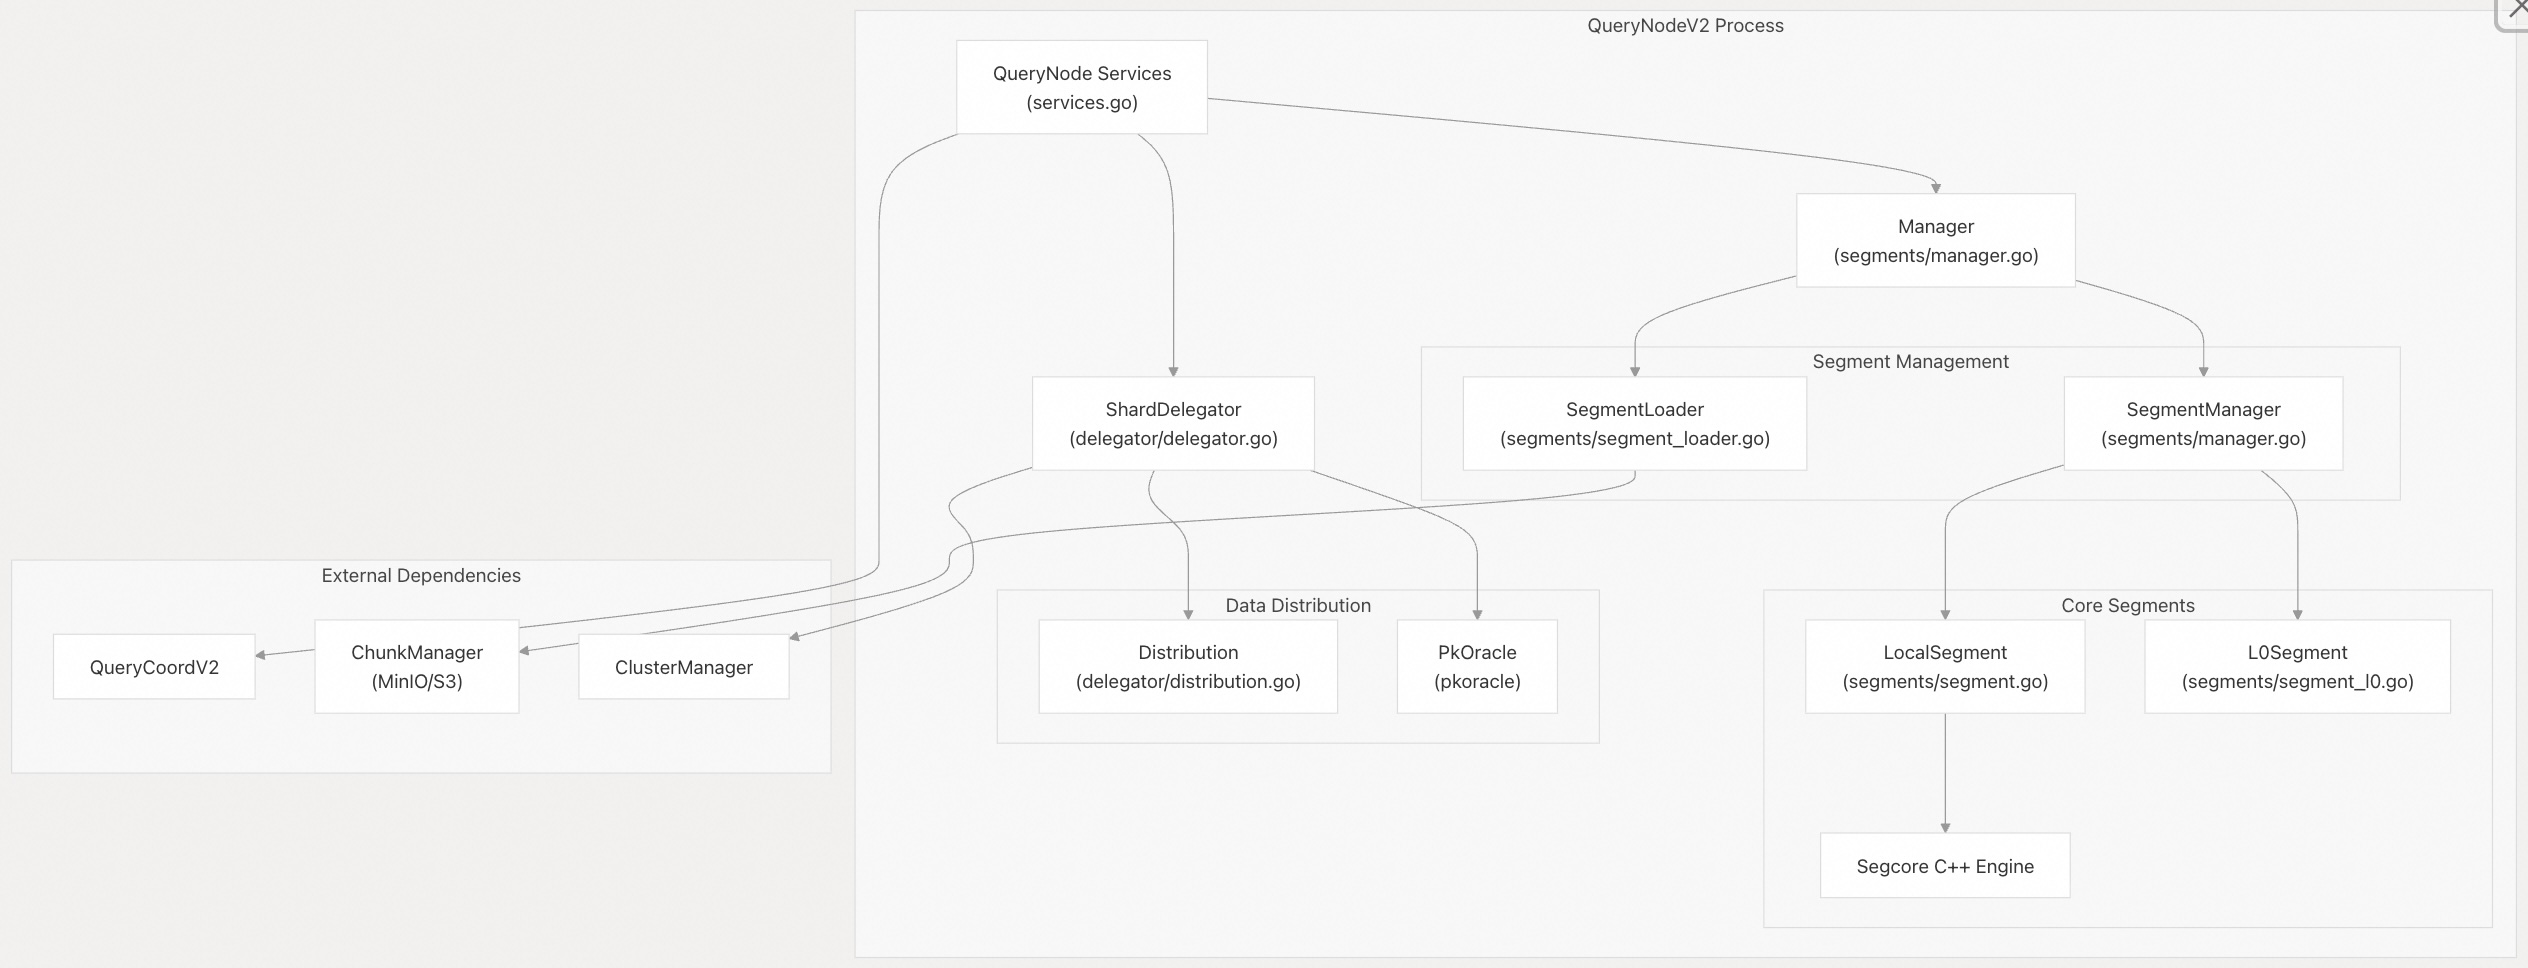 QueryNodeV2 Process
QueryNode Services
(services.go)
Manager
(segments/manager.go)
Segment Management
ShardDelegator
(delegator/delegator.go)
SegmentLoader
(segments/segment_loader.go)
SegmentManager
(segments/manager.go)
External Dependencies
QueryCoordV2
ChunkManager
(MinIO/S3)
ClusterManager
Data Distribution
Distribution
(delegator/distribution.go)
PkOracle
(pkoracle)
Core Segments
LocalSegment
(segments/segment.go)
L0Segment
(segments/segment_l0.go)
Segcore C++ Engine